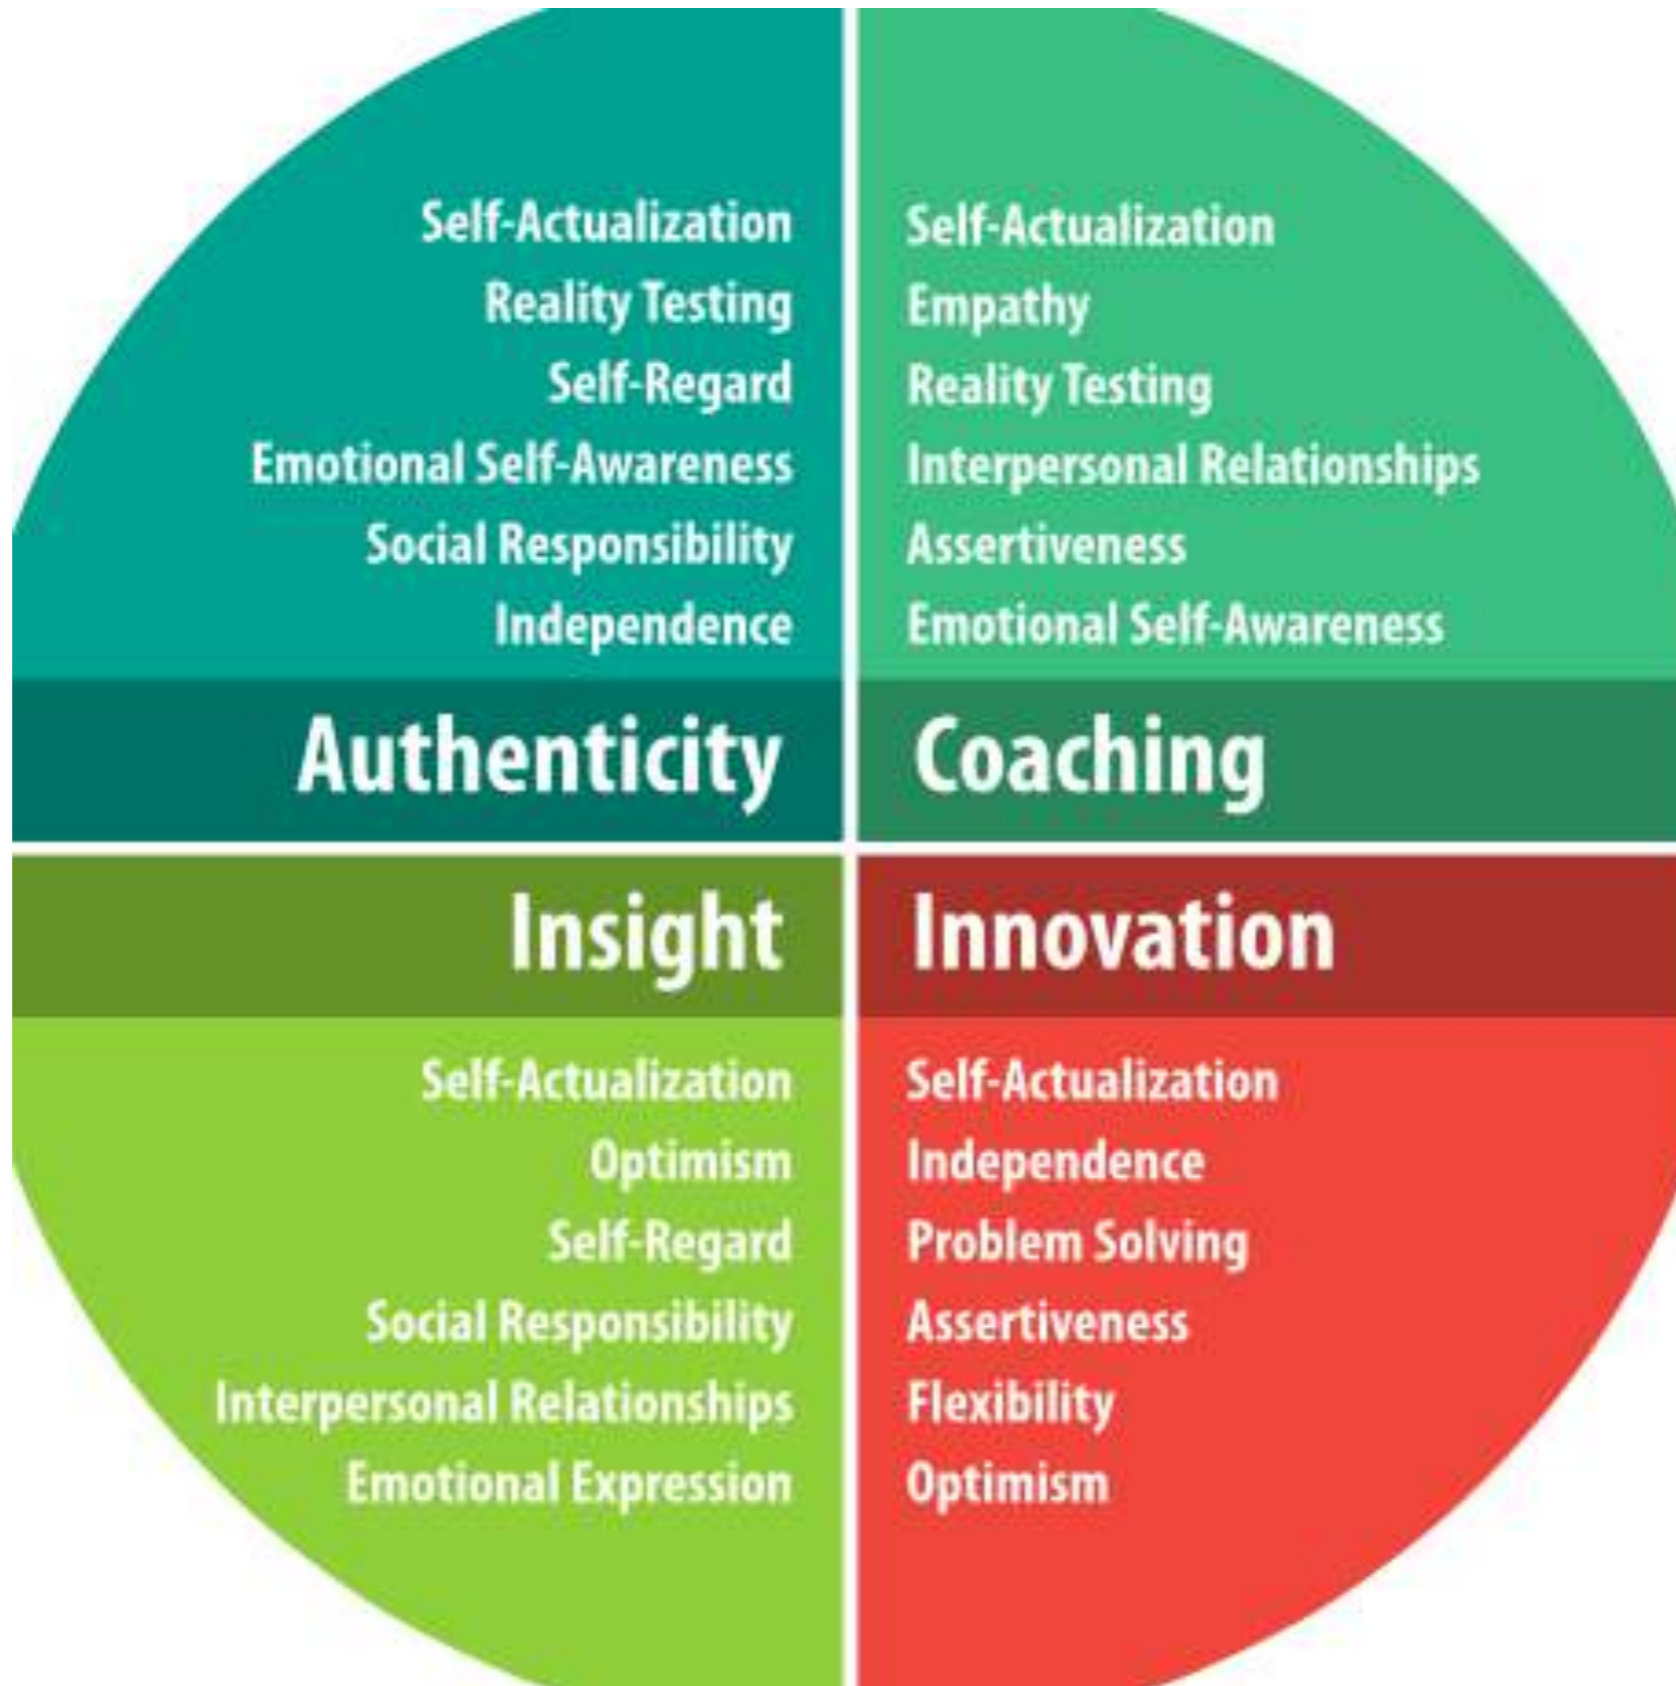 Self-Actualization
Reality Testing
Self-Regard
Emotional Self-Awareness
Social Responsibility
Independence
Authenticity
Self-Actualization
Empathy
Reality Testing
Interpersonal Relationships
Assertiveness
Emotional Self-Awareness
Coaching
Insight
Self-Actualization
Optimism
Self-Regard
Social Responsibility
Interpersonal Relationships
Emotional Expression
Innovation
Self-Actualization
Independence
Problem Solving
Assertiveness
Flexibility
Optimism